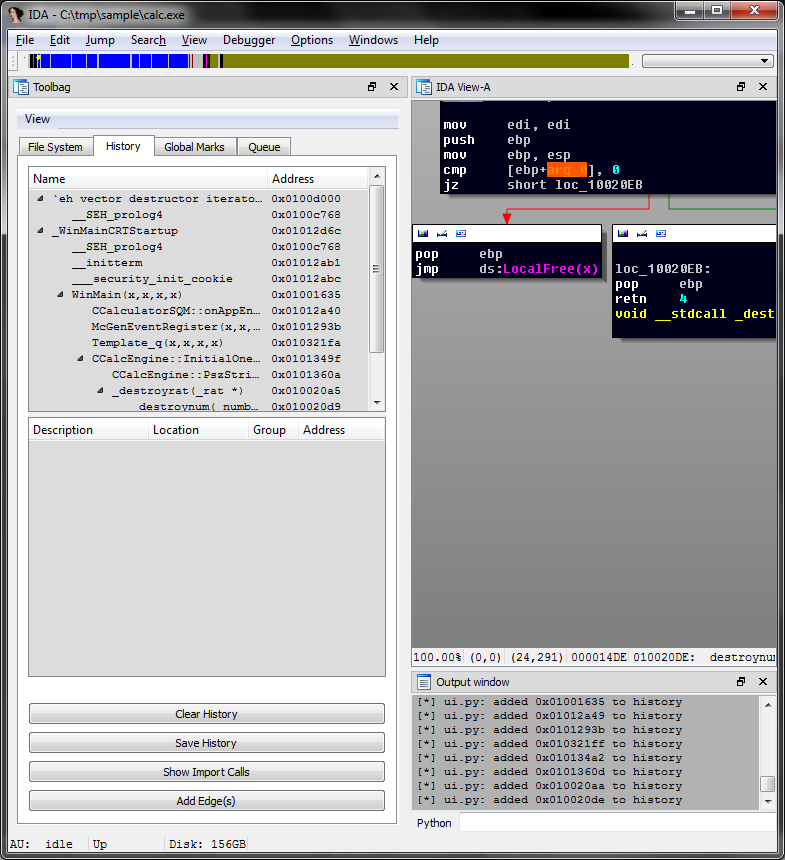 IDA - C:\tmp\sample\calc.exe
File Edit Jump Search View Debugger Options Windows Help
Toolbag
View
File System History Global Marks Queue
Name Address
`eh vector destructor iterato... 0x0100d000
__SEH_prolog4 0x0100c768
_WinMainCRTStartup 0x01012d6c
__SEH_prolog4 0x0100c768
__initterm 0x01012ab1
___security_init_cookie 0x01012abc
WinMain(x,x,x,x) 0x01001635
CCalculatorSQM::onAppEn... 0x01012a40
McGenEventRegister(x,x,... 0x0101293b
Template_q(x,x,x,x) 0x010321fa
CCalcEngine::InitialOne... 0x0101349f
CCalcEngine::PszStri... 0x0101360a
_destroyrat(_rat *) 0x010020a5
destroynum( numb... 0x010020d9
Description Location Group Address
Clear History
Save History
Show Import Calls
Add Edge(s)
IDA View-A
mov edi, edi
push ebp
mov ebp, esp
cmp [ebp+arg_0], 0
jz short loc_10020EB
pop ebp
jmp ds:LocalFree(x)
loc_10020EB:
pop ebp
retn 4
void __stdcall _dest
100.00% (0,0) (24,291) 000014DE 010020DE: destroynum
Output window
[*] ui.py: added 0x01001635 to history
[*] ui.py: added 0x01012a49 to history
[*] ui.py: added 0x0101293b to history
[*] ui.py: added 0x010321ff to history
[*] ui.py: added 0x010134a2 to history
[*] ui.py: added 0x0101360d to history
[*] ui.py: added 0x010020aa to history
[*] ui.py: added 0x010020de to history
Python
AU: idle Up Disk: 156GB